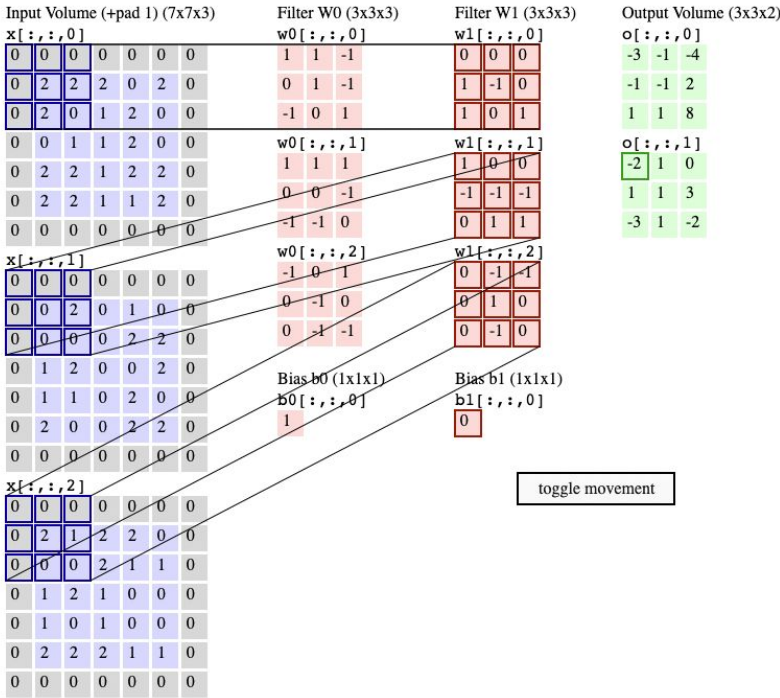 Input Volume (+pad 1) (7x7x3)
x[:,:,0]
0 0 0 0 0 0 0
0 2 2 2 0 2 0
0 2 0 1 2 0 0
0 0 1 1 2 0 0
0 2 2 1 2 2 0
0 2 2 1 1 2 0
0 0 0 0 0 0 0
x[:,:,1]
0 0 0 0 0 0 0
0 0 2 0 1 0 0
0 0 0 0 2 2 0
0 1 2 0 0 2 0
0 1 1 0 2 0 0
0 2 0 0 2 2 0
0 0 0 0 0 0 0
x[:,:,2]
0 0 0 0 0 0 0
0 2 1 2 2 0 0
0 0 0 2 1 1 0
0 1 2 1 0 0 0
0 1 0 1 0 0 0
0 2 2 2 1 1 0
0 0 0 0 0 0 0
Filter W0 (3x3x3)
w0[:,:,0]
1 1 -1
0 1 -1
-1 0 1
w0[:,:,1]
1 1 1
0 0 -1
-1 -1 0
w0[:,:,2]
-1 0 1
0 -1 0
0 -1 -1
Bias b0 (1x1x1)
b0[:,:,0]
1
Filter W1 (3x3x3)
w1[:,:,0]
0 0 0
1 -1 0
1 0 1
w1[:,:,1]
1 0 0
-1 -1 -1
0 1 1
w1[:,:,2]
0 -1 -1
0 1 0
0 -1 0
Bias b1 (1x1x1)
b1[:,:,0]
0
Output Volume (3x3x2)
o[:,:,0]
-3 -1 -4
-1 -1 2
1 1 8
o[:,:,1]
-2 1 0
1 1 3
-3 1 -2
toggle movement